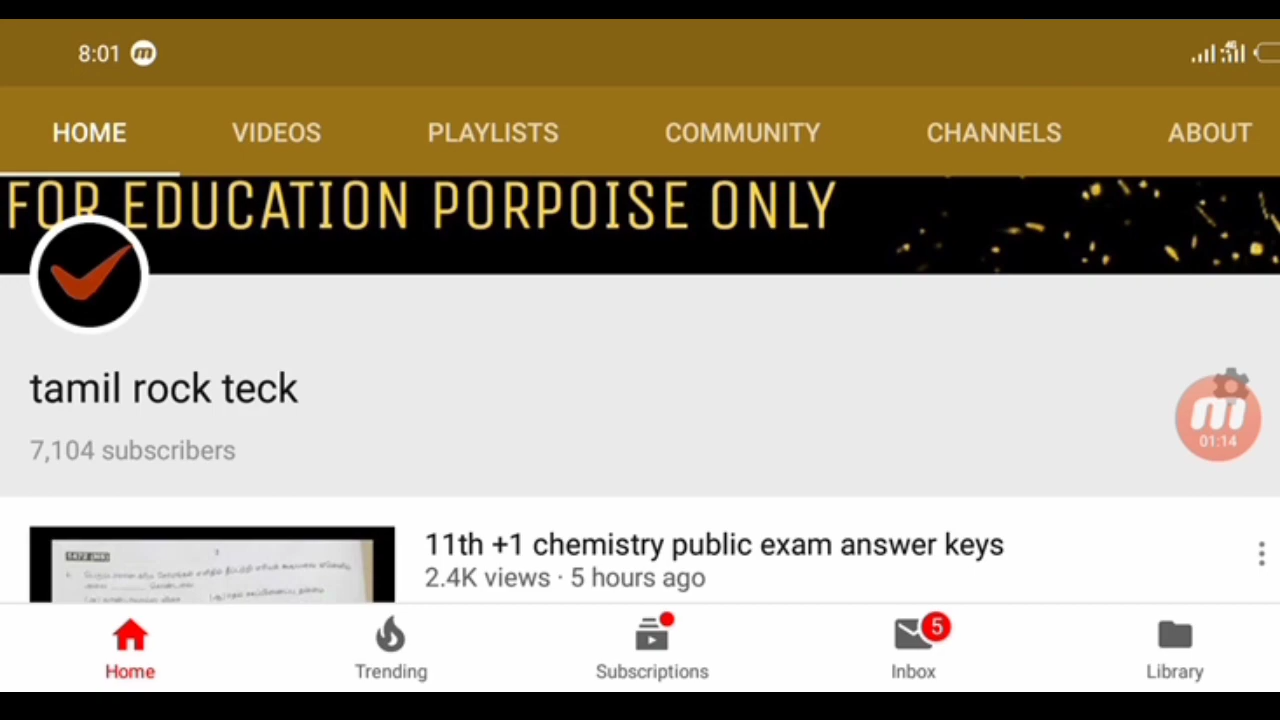 8:01
HOME VIDEOS PLAYLISTS COMMUNITY CHANNELS ABOUT
FOR EDUCATION PORPOISE ONLY
tamil rock teck
7,104 subscribers
01:14
11th +1 chemistry public exam answer keys
2.4K views · 5 hours ago
5
Home Trending Subscriptions Inbox Library